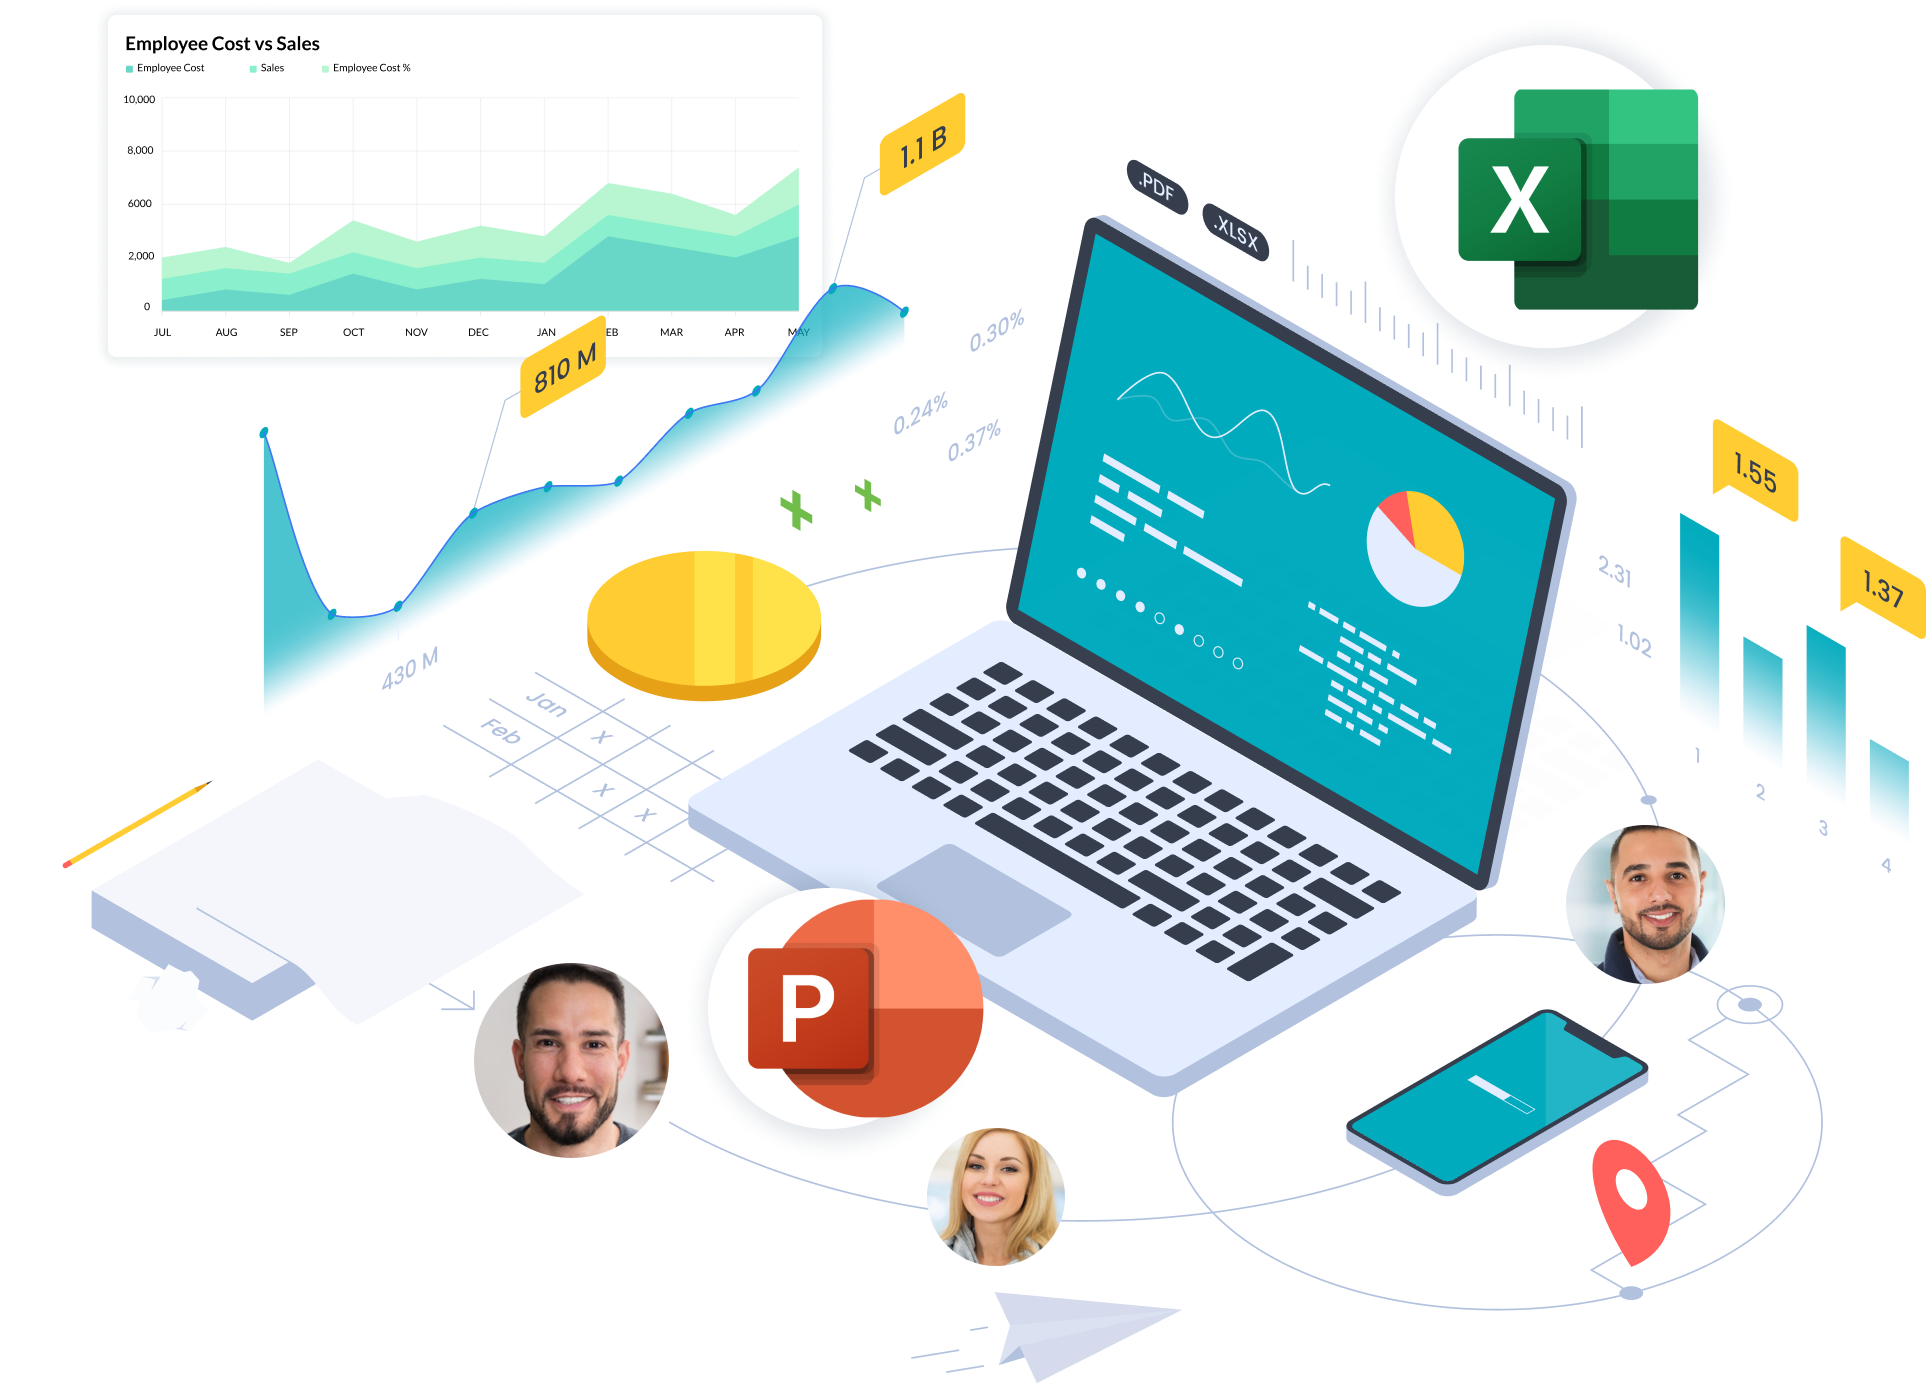 Employee Cost vs Sales
Employee Cost
Sales
Employee Cost %
10,000
8,000
6000
2,000
0
JUL AUG SEP OCT NOV DEC JAN EB MAR APR MAY
1.1 B
810 M
430 M
0.30%
0.24%
0.37%
.PDF
.XLSX
X
1.55
1.37
2.31
1.02
1
2
3
4
Jan
Feb
x
x
x
P